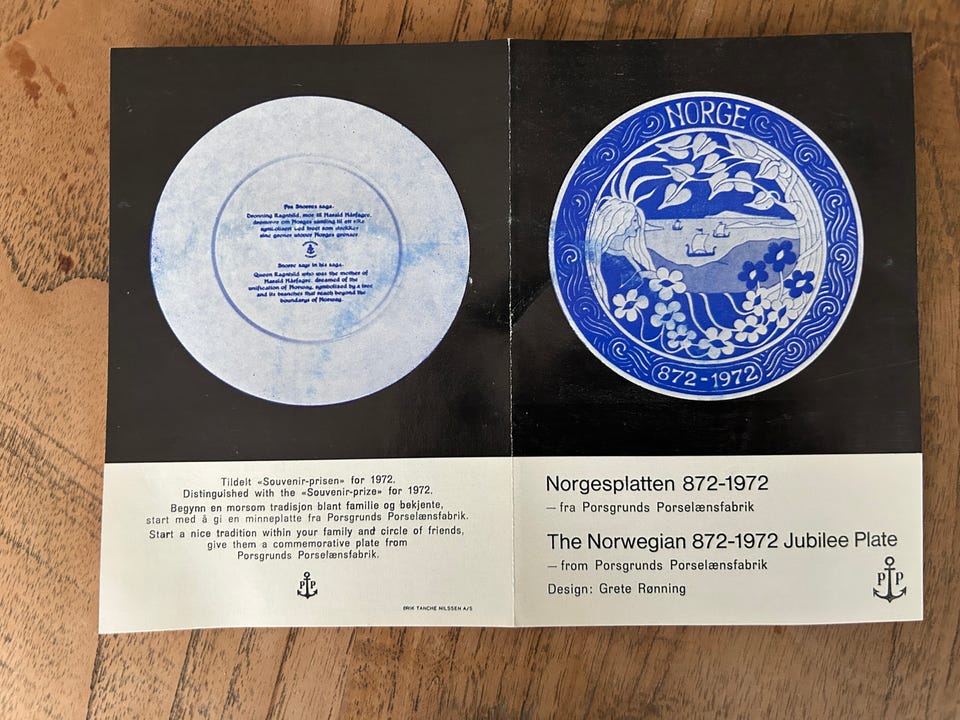 Fra Snorres saga.
Dronning Ragnhild, mor til Harald Hårfagre,
drømmer om Norges samling til ett rike
symbolisert ved treet som strekker
sine grener utover Norges grenser.
Snorre says in his saga:
Queen Ragnhild who was the mother of
Harald Hårfagre, dreamed of the
unification of Norway, symbolized by a tree
and its branches that reach beyond the
boundarys of Norway.
Tildelt «Souvenir-prisen» for 1972.
Distinguished with the «Souvenir-prize» for 1972.
Begynn en morsom tradisjon blant familie og bekjente,
start med å gi en minneplatte fra Porsgrunds Porselænsfabrik.
Start a nice tradition within your family and circle of friends,
give them a commemorative plate from
Porsgrunds Porselænsfabrik.
P P
ERIK TANCHE NILSSEN A/S
NORGE
872-1972
Norgesplatten 872-1972
— fra Porsgrunds Porselænsfabrik
The Norwegian 872-1972 Jubilee Plate
— from Porsgrunds Porselænsfabrik
Design: Grete Rønning
P P